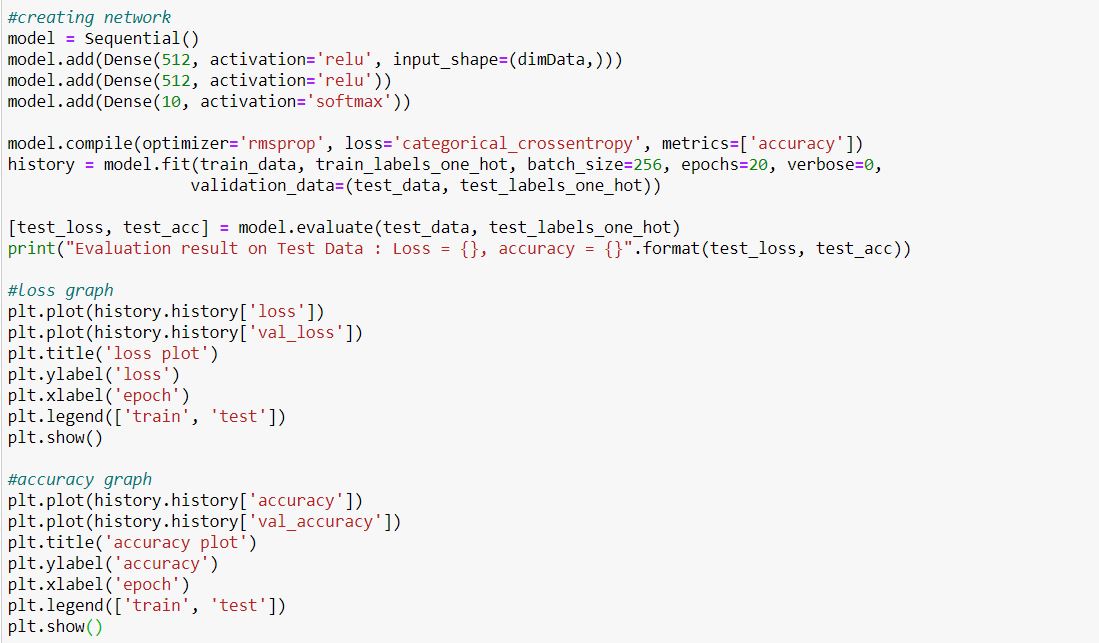 #creating network
model = Sequential()
model.add(Dense(512, activation='relu', input_shape=(dimData,)))
model.add(Dense(512, activation='relu'))
model.add(Dense(10, activation='softmax'))
model.compile(optimizer='rmsprop', loss='categorical_crossentropy', metrics=['accuracy'])
history = model.fit(train_data, train_labels_one_hot, batch_size=256, epochs=20, verbose=0,
validation_data=(test_data, test_labels_one_hot))
[test_loss, test_acc] = model.evaluate(test_data, test_labels_one_hot)
print("Evaluation result on Test Data : Loss = {}, accuracy = {}".format(test_loss, test_acc))
#loss graph
plt.plot(history.history['loss'])
plt.plot(history.history['val_loss'])
plt.title('loss plot')
plt.ylabel('loss')
plt.xlabel('epoch')
plt.legend(['train', 'test'])
plt.show()
#accuracy graph
plt.plot(history.history['accuracy'])
plt.plot(history.history['val_accuracy'])
plt.title('accuracy plot')
plt.ylabel('accuracy')
plt.xlabel('epoch')
plt.legend(['train', 'test'])
plt.show()